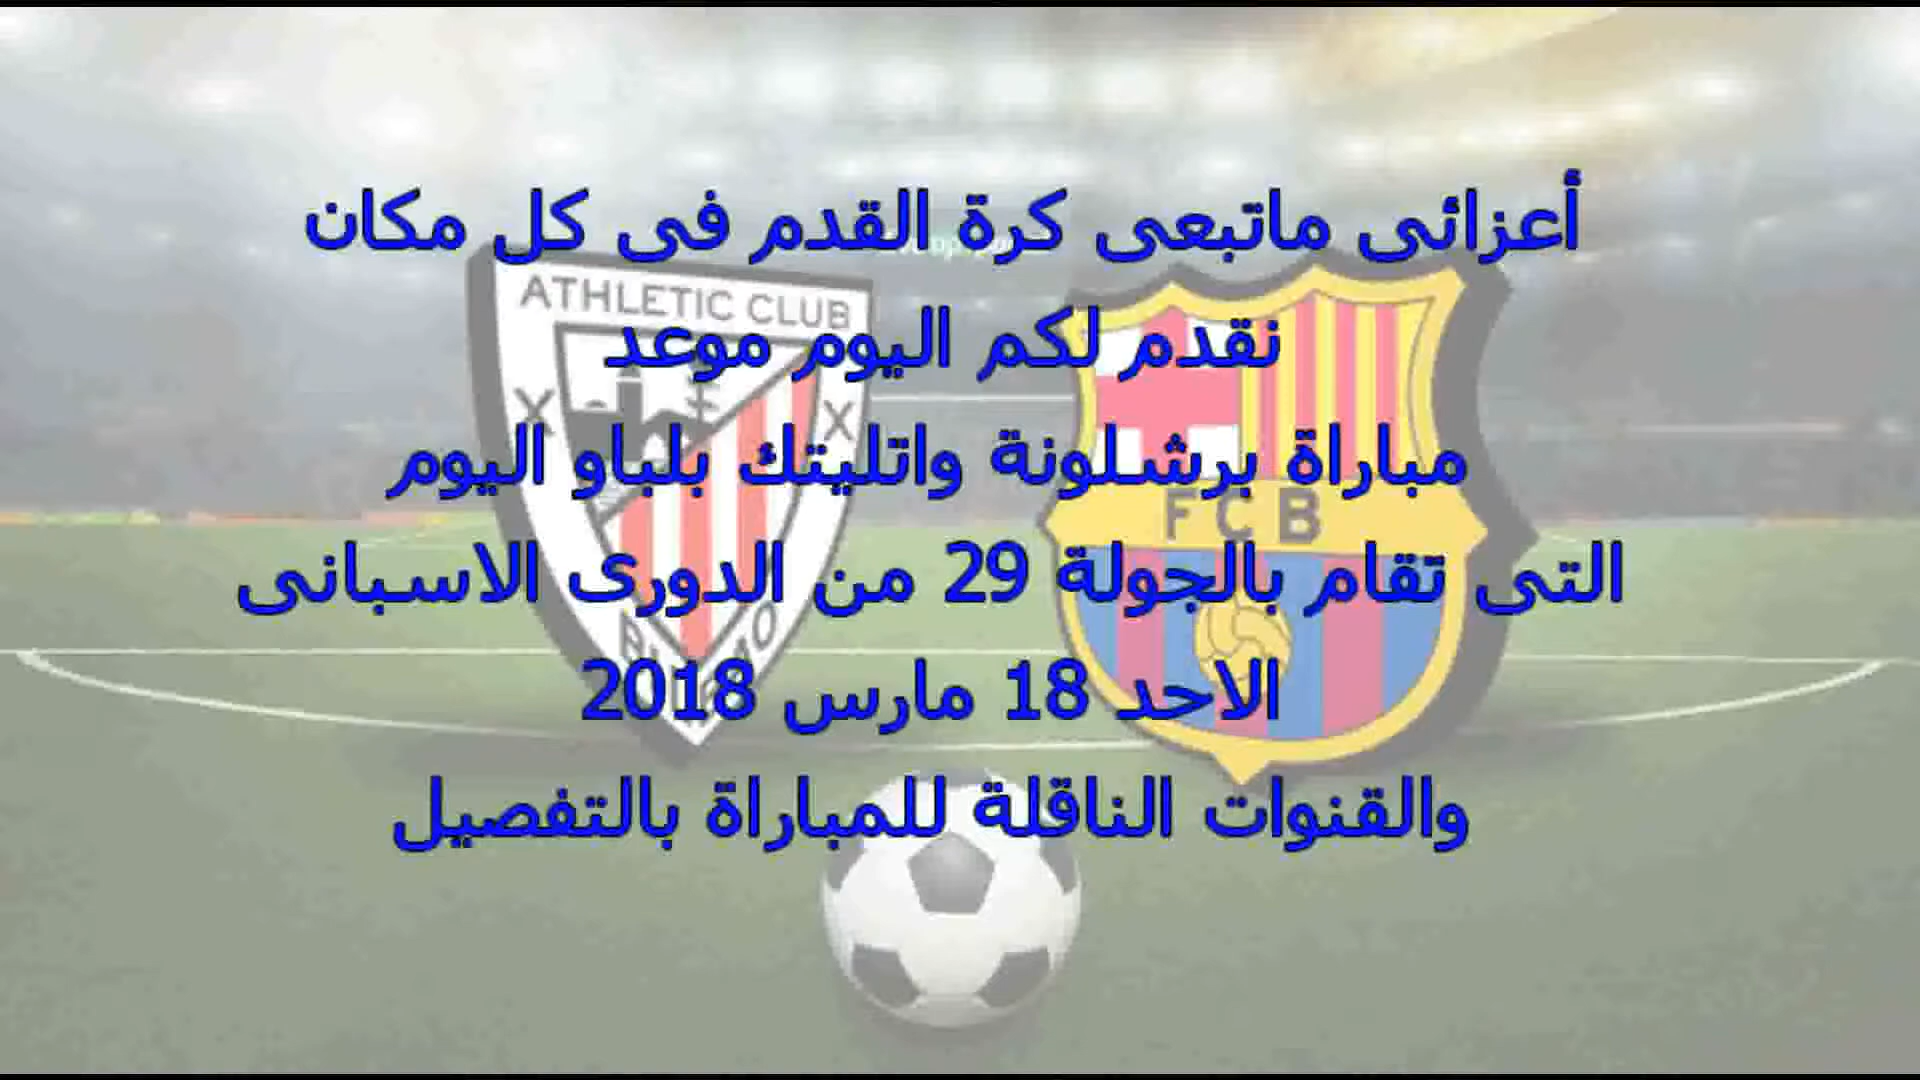 أعزائى ماتبعى كرة القدم فى كل مكان
نقدم لكم اليوم موعد
مباراة برشلونة واتليتك بلباو اليوم
التى تقام بالجولة 29 من الدورى الاسبانى
الاحد 18 مارس 2018
والقنوات الناقلة للمباراة بالتفصيل
ATHLETIC CLUB
FCB